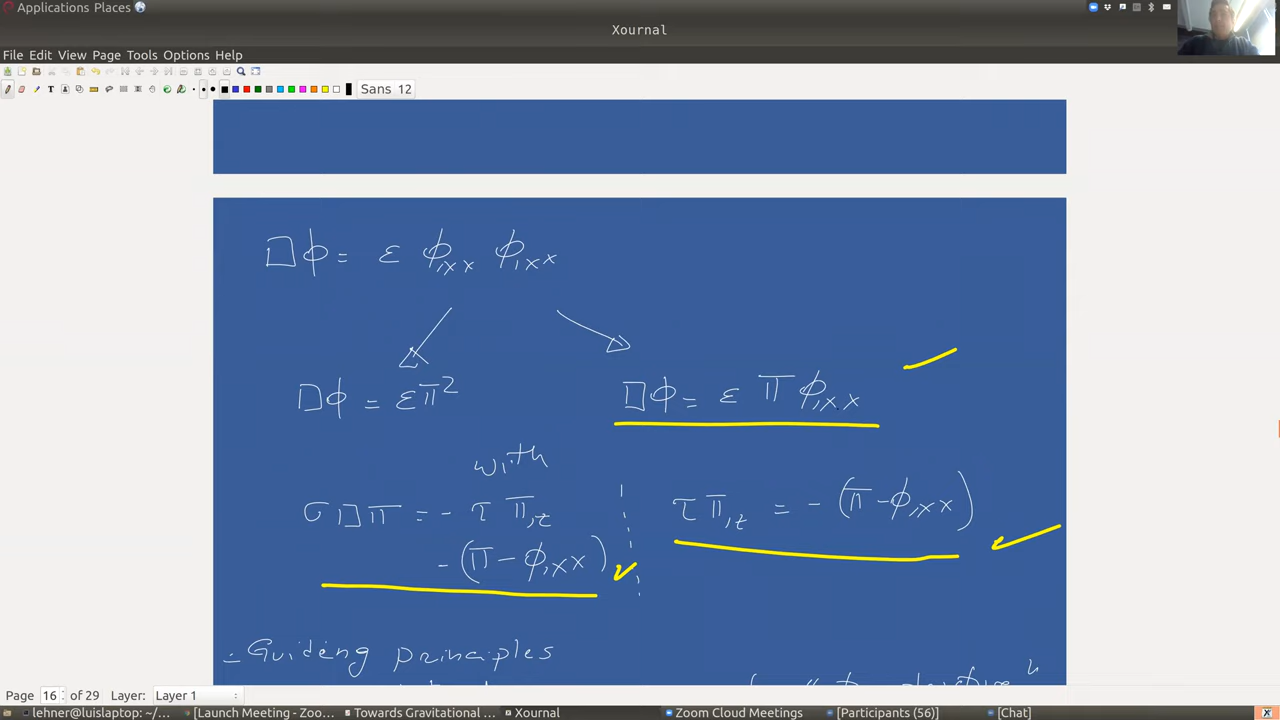 Applications Places
Xournal
File Edit View Page Tools Options Help
Sans 12
□ϕ = ε ϕ,xx ϕ,xx
□ϕ = επ² □ϕ = ε π ϕ,xx
with
σ□π = - τ π,t τπ,t = - (π-ϕ,xx)
- (π-ϕ,xx)
- Guiding principles
Page 16 of 29 Layer: Layer 1
lehner@luislaptop: ~/... [Launch Meeting - Zoo... Towards Gravitational ... Xournal Zoom Cloud Meetings [Participants (56)] [Chat]